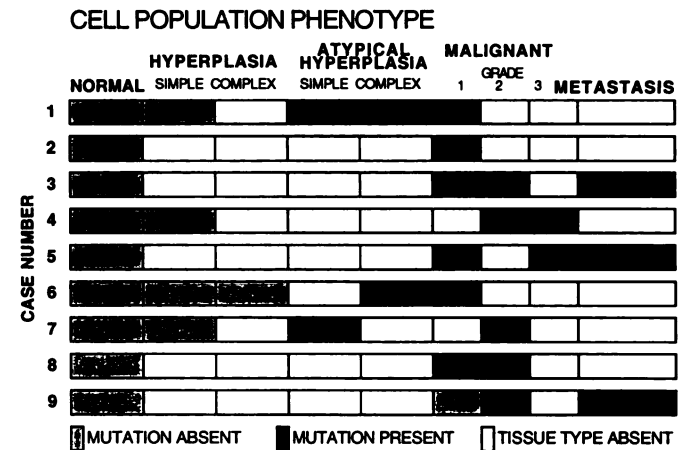 CELL POPULATION PHENOTYPE
HYPERPLASIA ATYPICAL HYPERPLASIA MALIGNANT
GRADE
NORMAL SIMPLE COMPLEX SIMPLE COMPLEX 1 2 3 METASTASIS
CASE NUMBER
1
2
3
4
5
6
7
8
9
MUTATION ABSENT MUTATION PRESENT TISSUE TYPE ABSENT